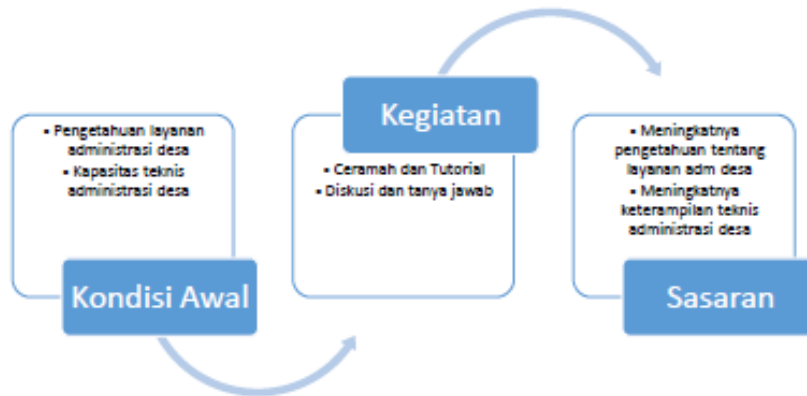 • Pengetahuan layanan
administrasi desa
• Kapasitas teknis
administrasi desa
Kondisi Awal
Kegiatan
• Ceramah dan Tutorial
• Diskusi dan tanya jawab
• Meningkatnya
pengetahuan tentang
layanan adm desa
• Meningkatnya
keterampilan teknis
administrasi desa
Sasaran